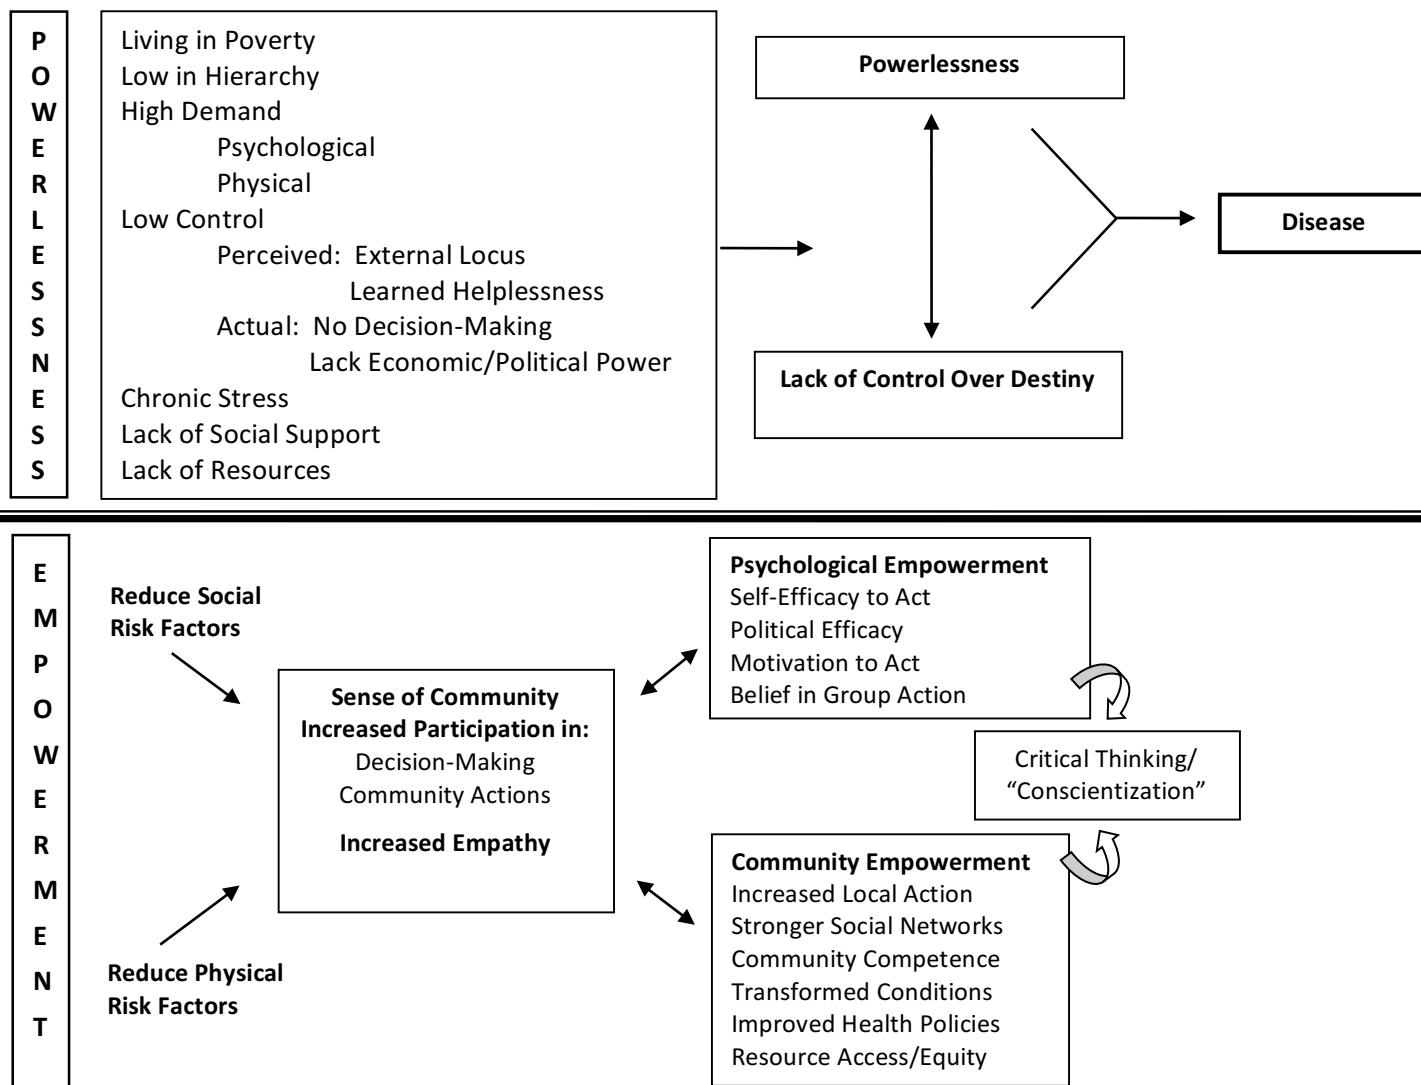 POWERLESSNESS
Living in Poverty
Low in Hierarchy
High Demand
Psychological
Physical
Low Control
Perceived: External Locus
Learned Helplessness
Actual: No Decision-Making
Lack Economic/Political Power
Chronic Stress
Lack of Social Support
Lack of Resources
Powerlessness
Lack of Control Over Destiny
Disease
EMPOWERMENT
Reduce Social
Risk Factors
Reduce Physical
Risk Factors
Sense of Community
Increased Participation in:
Decision-Making
Community Actions
Increased Empathy
Psychological Empowerment
Self-Efficacy to Act
Political Efficacy
Motivation to Act
Belief in Group Action
Critical Thinking/
“Conscientization”
Community Empowerment
Increased Local Action
Stronger Social Networks
Community Competence
Transformed Conditions
Improved Health Policies
Resource Access/Equity